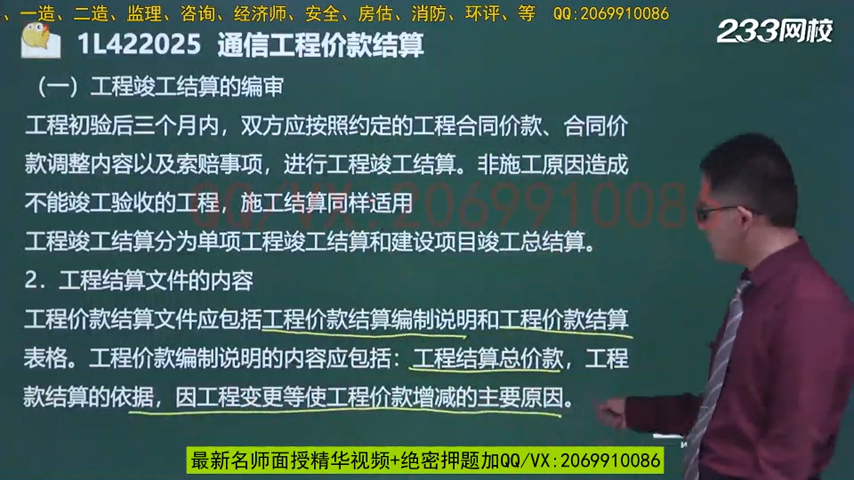 、一造、二造、监理、咨询、经济师、安全、房估、消防、环评、等 QQ:2069910086
1L422025 通信工程价款结算
233网校
（一）工程竣工结算的编审
工程初验后三个月内，双方应按照约定的工程合同价款、合同价
款调整内容以及索赔事项，进行工程竣工结算。非施工原因造成
不能竣工验收的工程，施工结算同样适用
QQ/VX:2069910086
工程竣工结算分为单项工程竣工结算和建设项目竣工总结算。
2．工程结算文件的内容
工程价款结算文件应包括工程价款结算编制说明和工程价款结算
表格。工程价款编制说明的内容应包括：工程结算总价款，工程
款结算的依据，因工程变更等使工程价款增减的主要原因。
最新名师面授精华视频+绝密押题加QQ/VX:2069910086